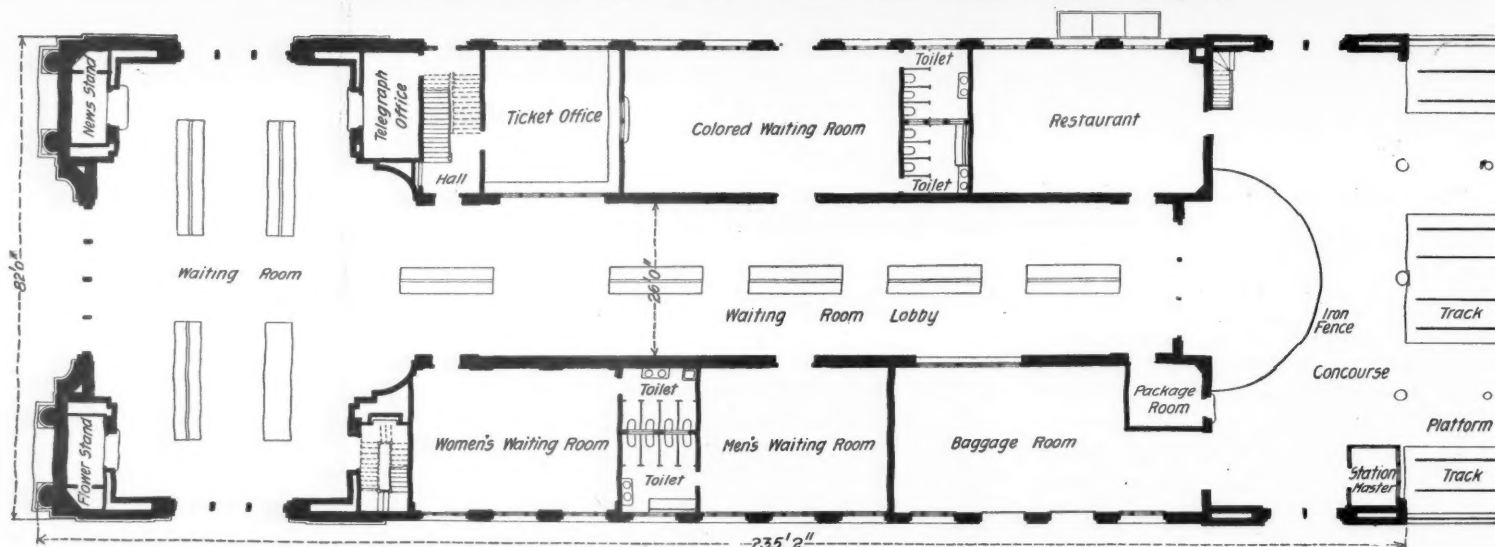 News Stand
Telegraph
Office
Hall
Ticket Office
Colored Waiting Room
Toilet
Toilet
Restaurant
82'0"
Waiting Room
26'0"
Waiting Room Lobby
Iron
Fence
Track
Concourse
Flower Stand
Women's Waiting Room
Toilet
Toilet
Men's Waiting Room
Baggage Room
Package
Room
Platform
Station
Master
Track
235'2"